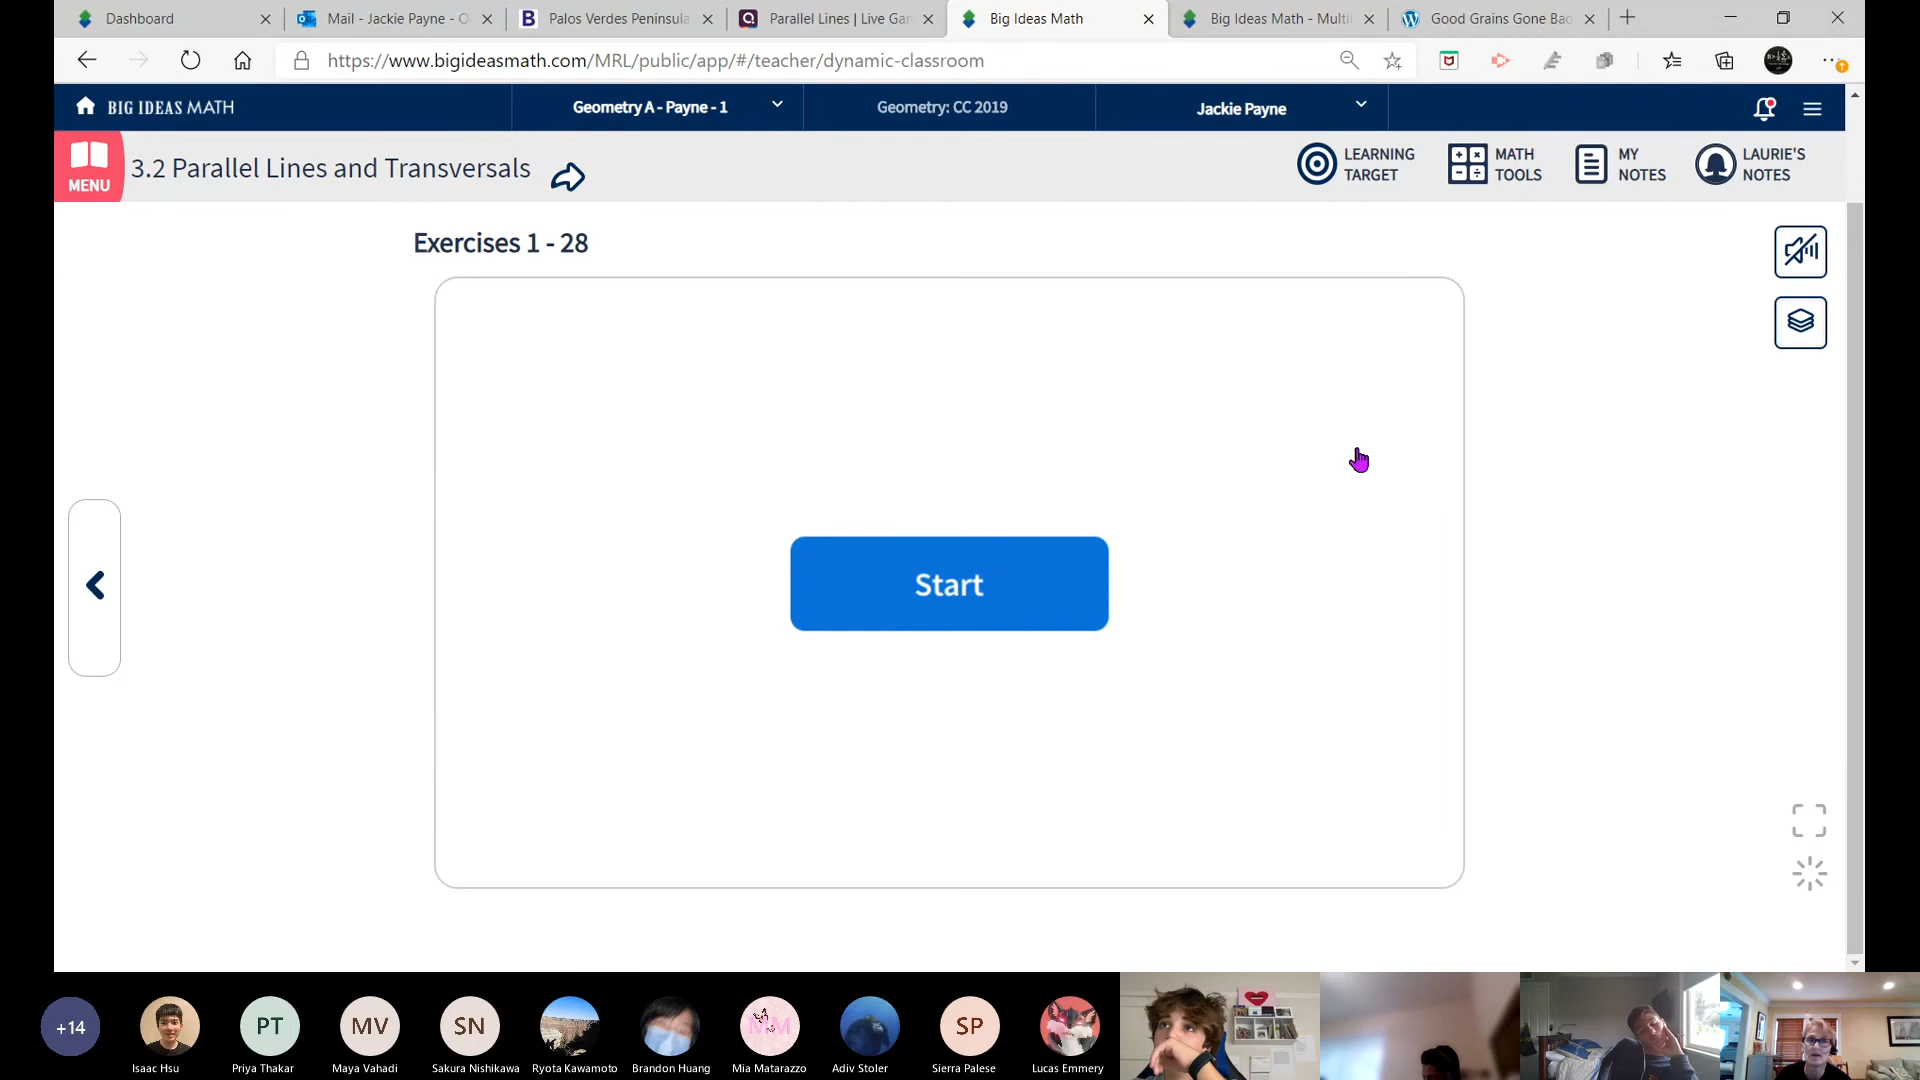 Dashboard
Mail - Jackie Payne - O
Palos Verdes Peninsula
Parallel Lines | Live Gam
Big Ideas Math
Big Ideas Math - Multi
Good Grains Gone Bad
https://www.bigideasmath.com/MRL/public/app/#/teacher/dynamic-classroom
BIG IDEAS MATH
Geometry A - Payne - 1
Geometry: CC 2019
Jackie Payne
MENU
3.2 Parallel Lines and Transversals
LEARNING
TARGET
MATH
TOOLS
MY
NOTES
LAURIE'S
NOTES
Exercises 1 - 28
Start
+14
PT
MV
SN
MM
SP
Isaac Hsu
Priya Thakar
Maya Vahadi
Sakura Nishikawa
Ryota Kawamoto
Brandon Huang
Mia Matarazzo
Adiv Stoler
Sierra Palese
Lucas Emmery